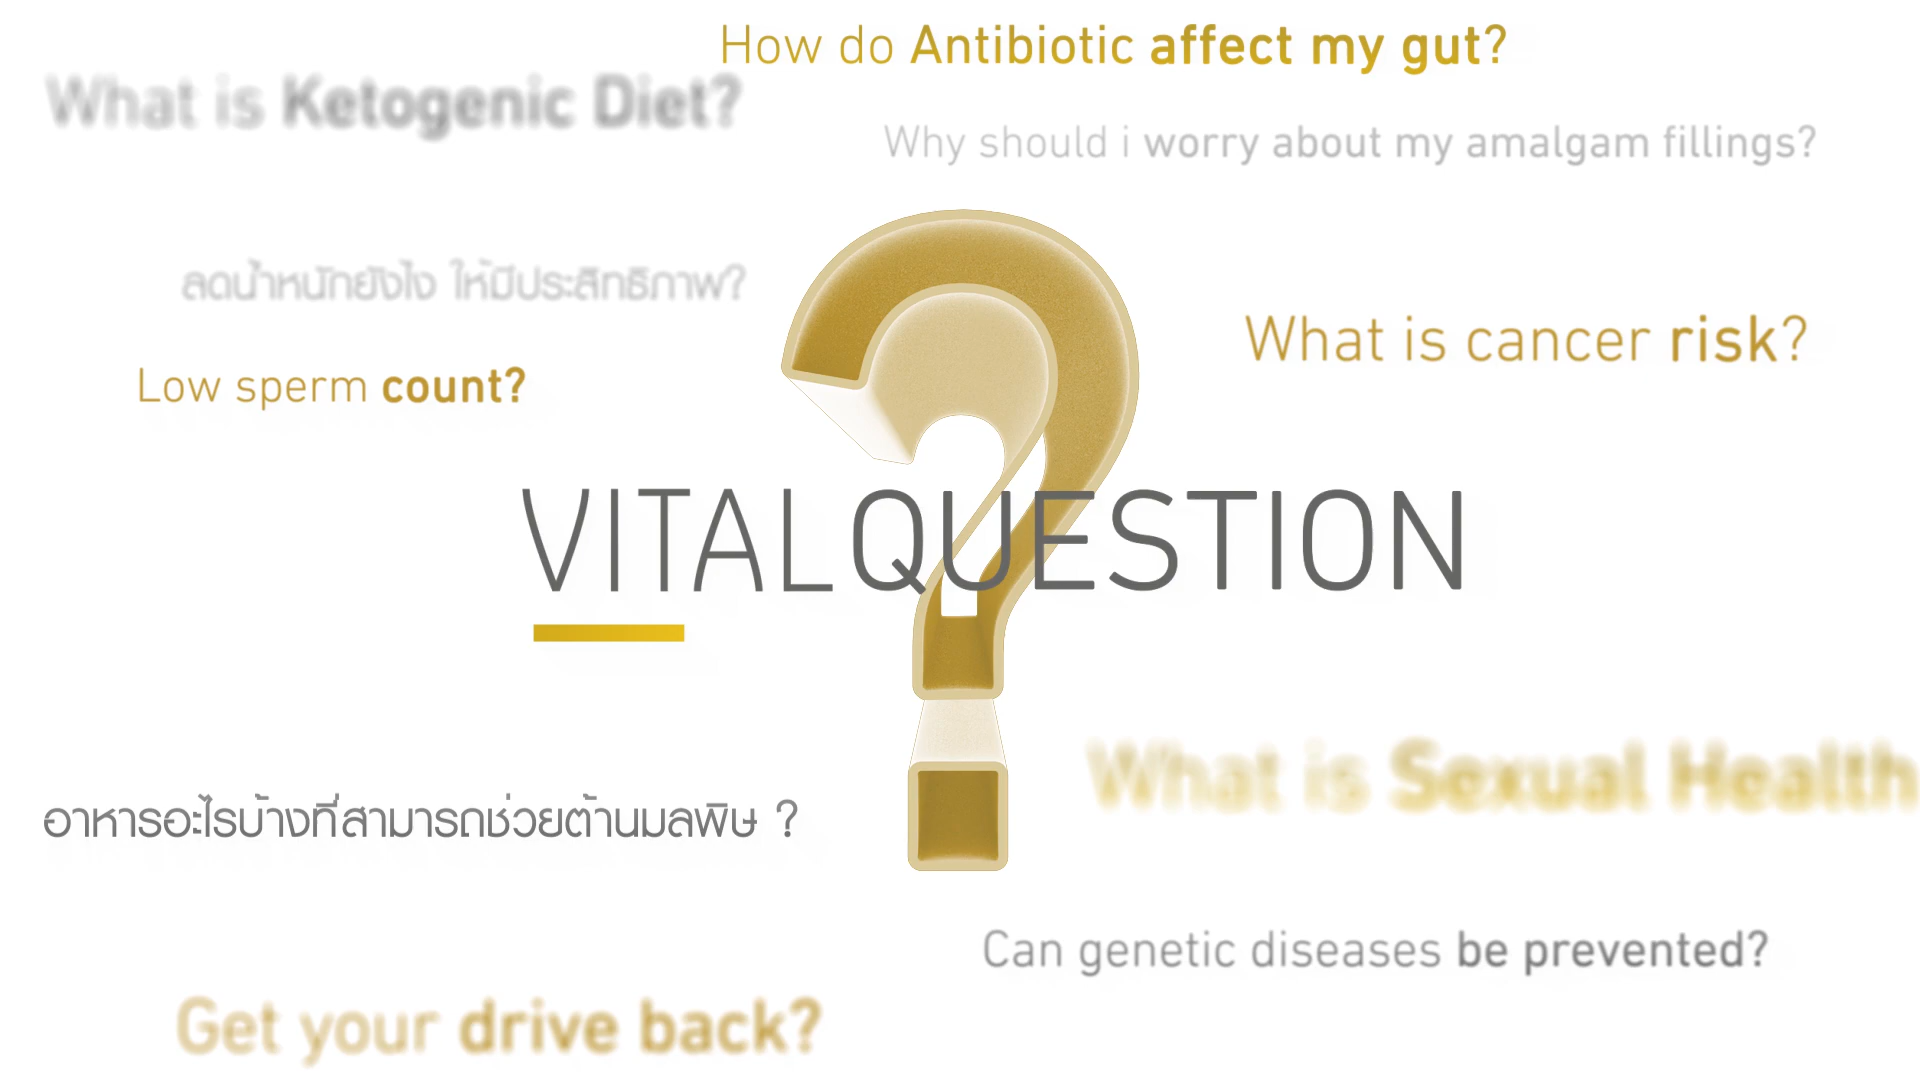 How do Antibiotic affect my gut?
What is Ketogenic Diet?
Why should i worry about my amalgam fillings?
ลดน้ำหนักยังไง ให้มีประสิทธิภาพ?
What is cancer risk?
Low sperm count?
VITALQUESTION
What is Sexual Health
อาหารอะไรบ้างที่สามารถช่วยต้านมลพิษ ?
Can genetic diseases be prevented?
Get your drive back?